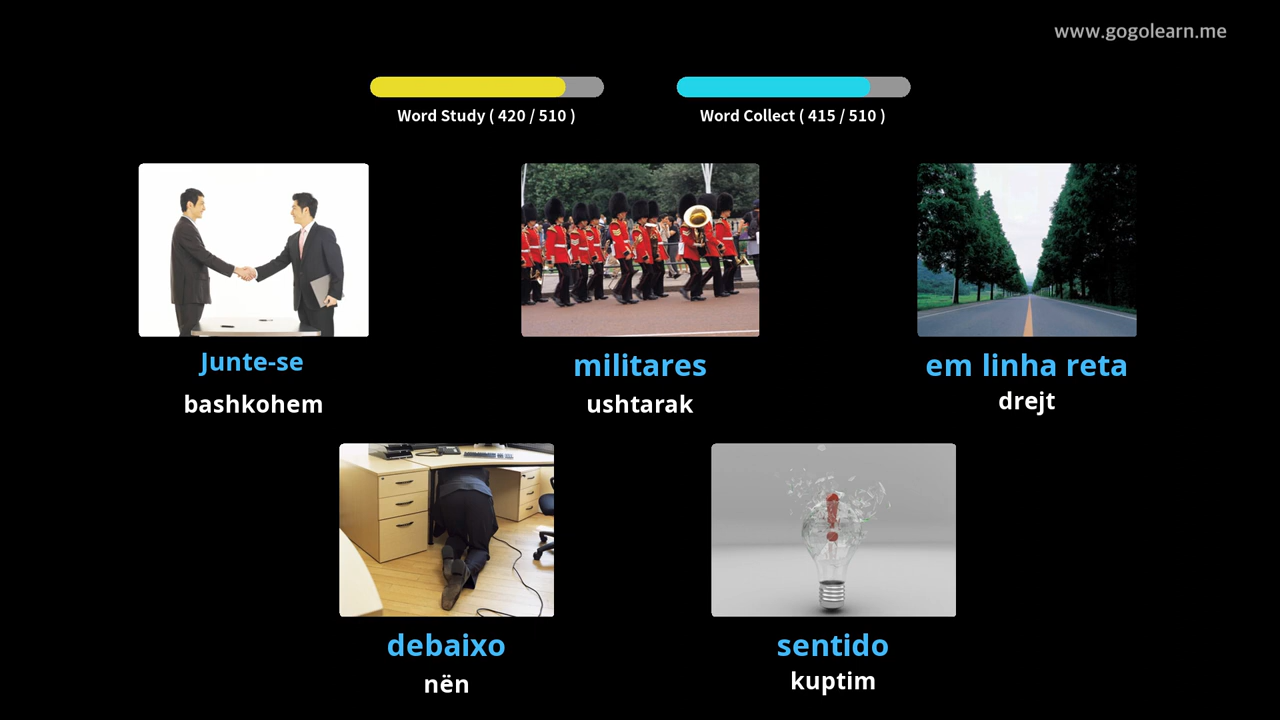 www.gogolearn.me
Word Study ( 420 / 510 )
Word Collect ( 415 / 510 )
Junte-se
bashkohem
militares
ushtarak
em linha reta
drejt
debaixo
nën
sentido
kuptim